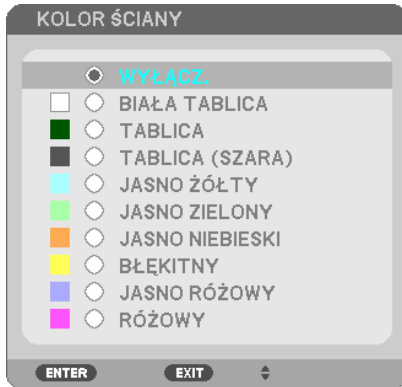 KOLOR ŚCIANY
WYŁĄCZ.
BIAŁA TABLICA
TABLICA
TABLICA (SZARA)
JASNO ŻÓŁTY
JASNO ZIELONY
JASNO NIEBIESKI
BŁĘKITNY
JASNO RÓŻOWY
RÓŻOWY
ENTER EXIT